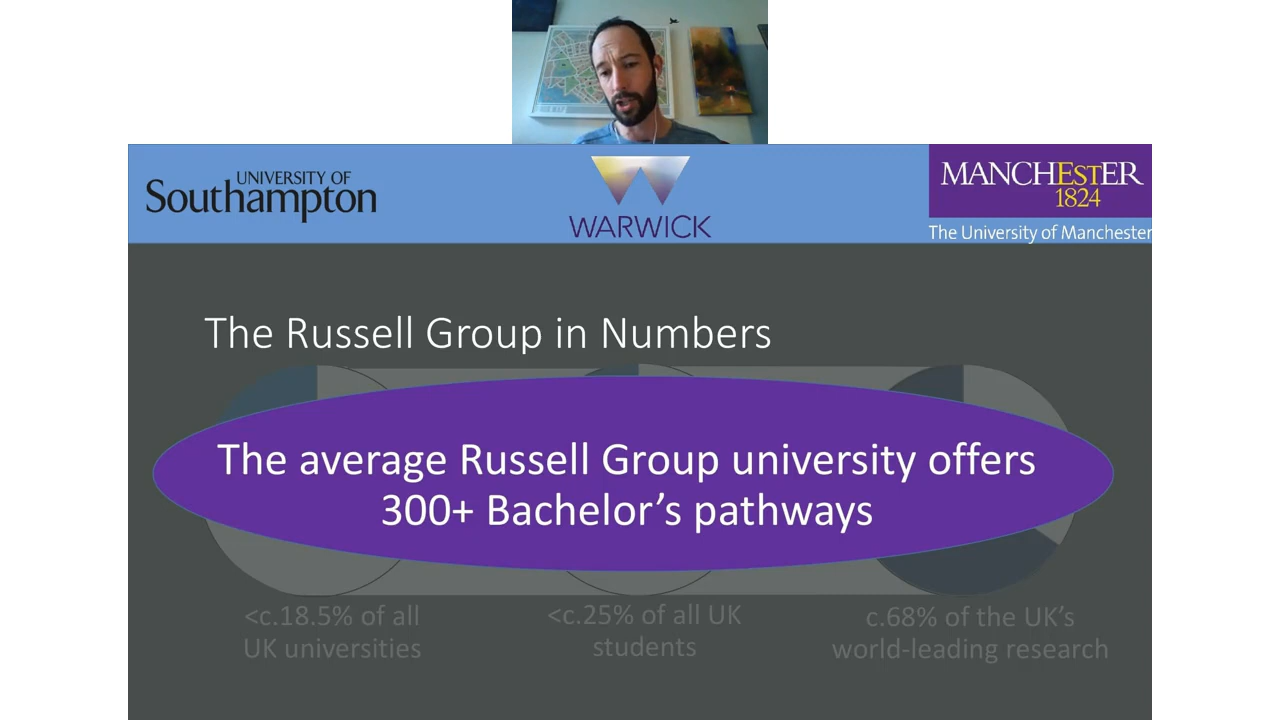 UNIVERSITY OF
Southampton
WARWICK
MANCHESTER
1824
The University of Manchester
The Russell Group in Numbers
The average Russell Group university offers
300+ Bachelor’s pathways
<c.18.5% of all
UK universities
<c.25% of all UK
students
c.68% of the UK’s
world-leading research